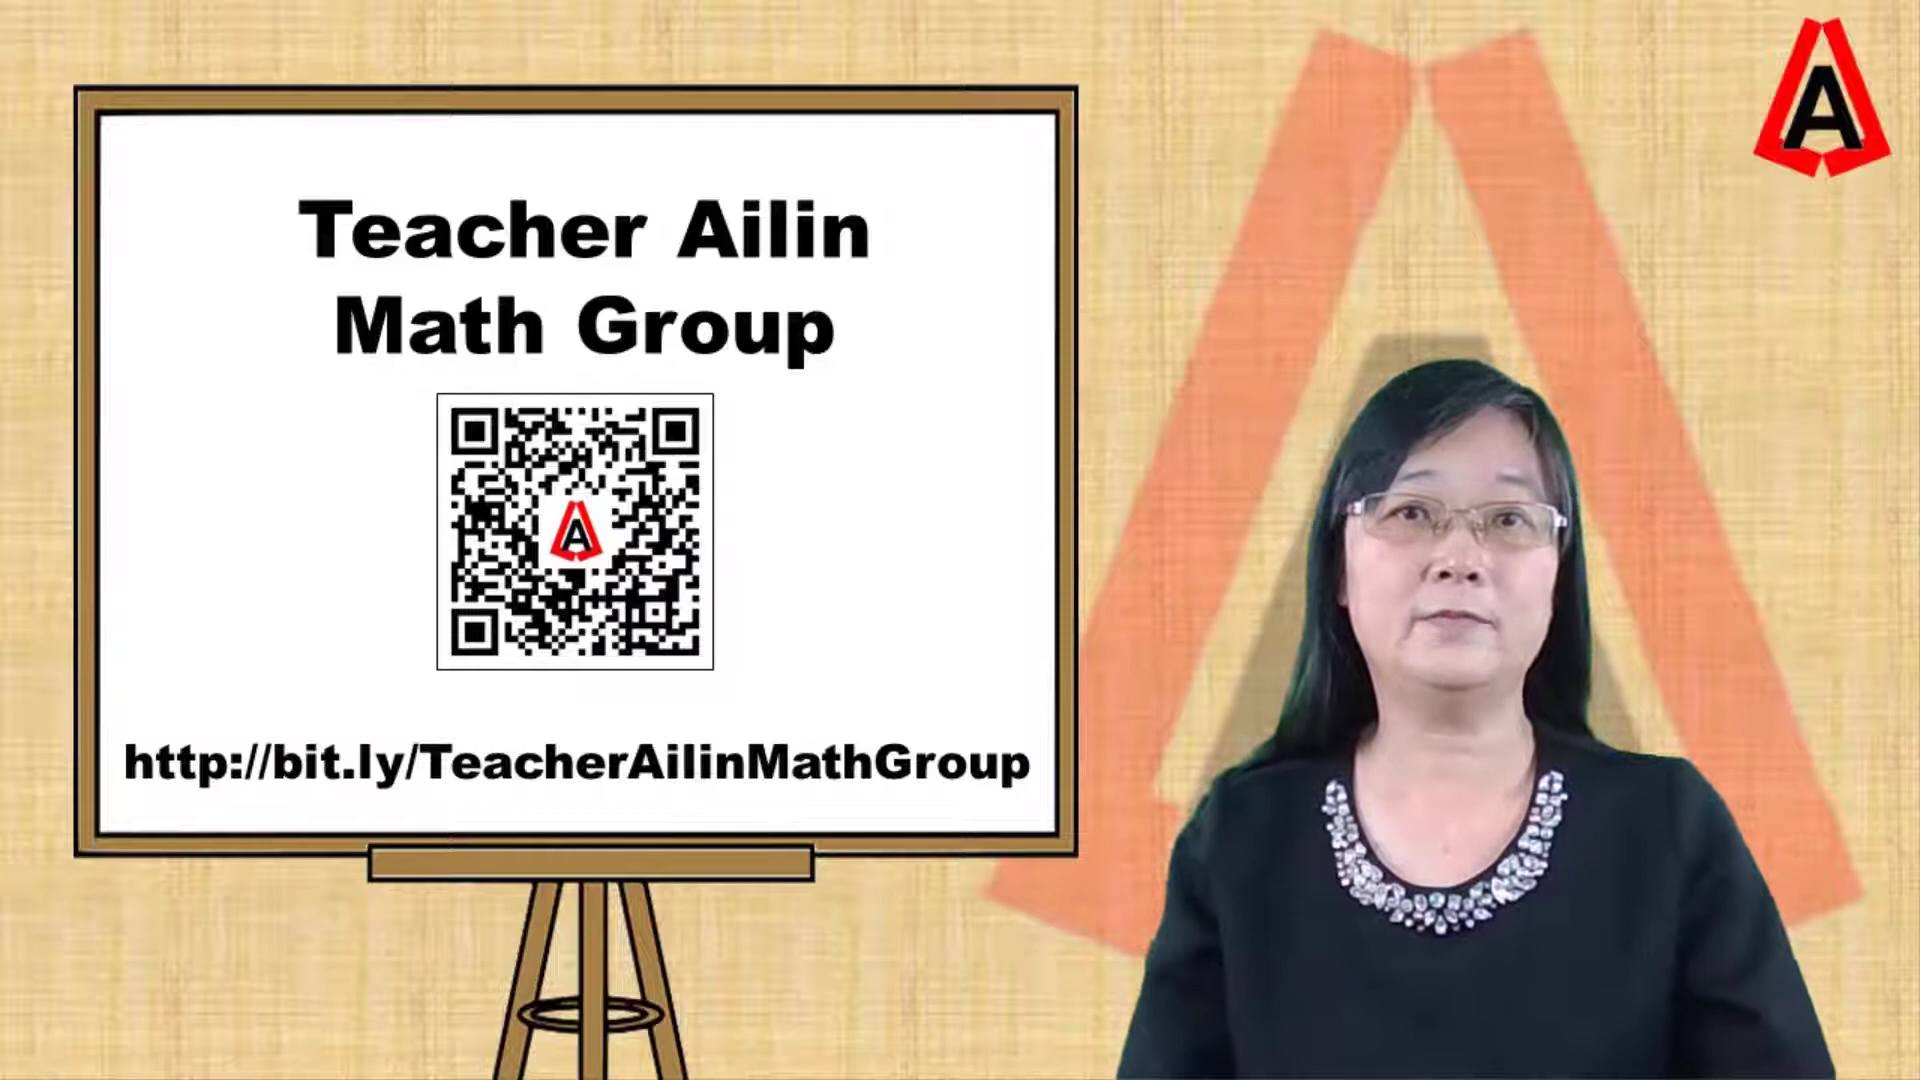 Teacher Ailin
Math Group
A
http://bit.ly/TeacherAilinMathGroup
A